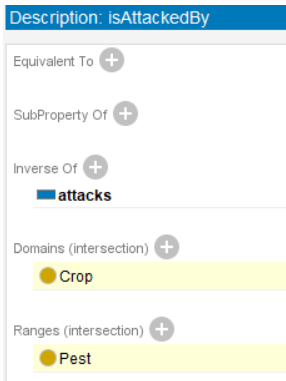 Description: isAttackedBy
Equivalent To
SubProperty Of
Inverse Of
attacks
Domains (intersection)
Crop
Ranges (intersection)
Pest